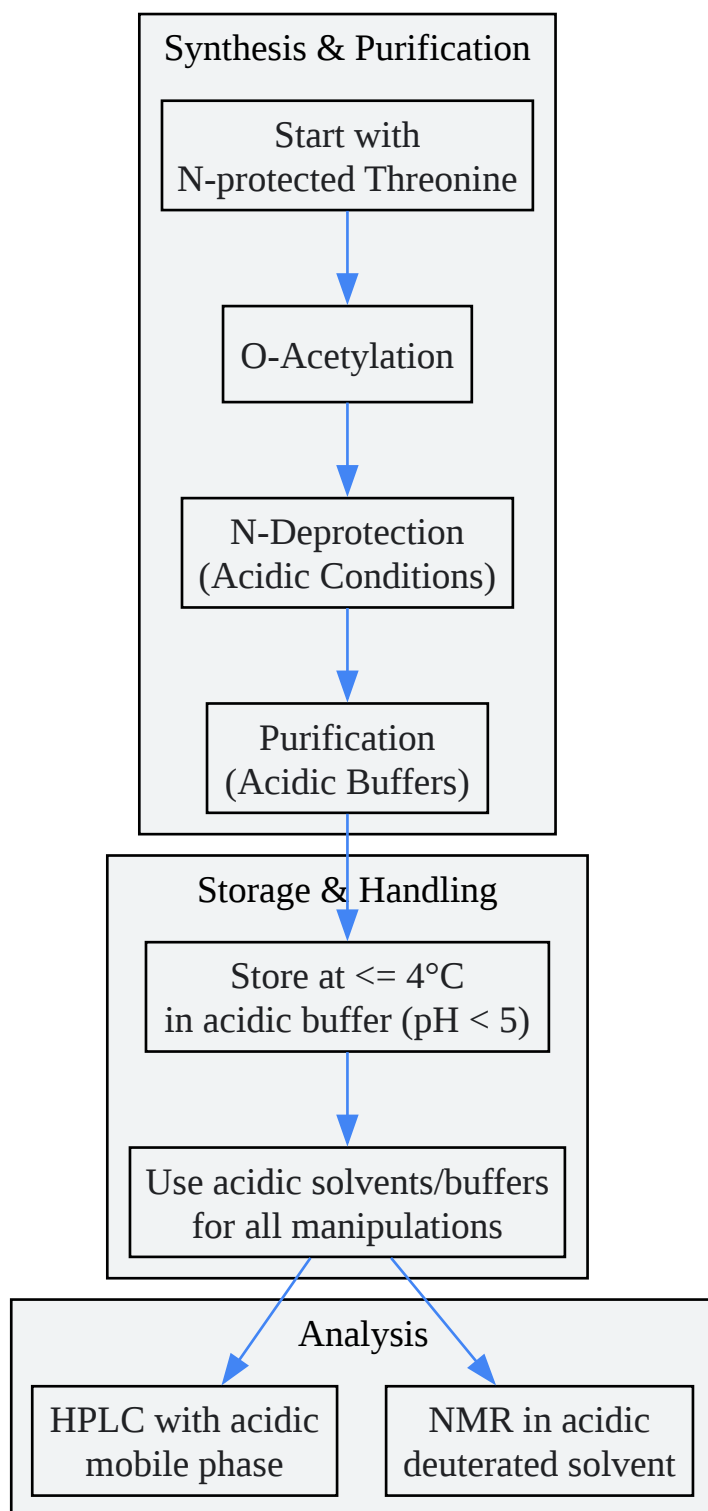 Synthesis & Purification
Start with
N-protected Threonine
O-Acetylation
N-Deprotection
(Acidic Conditions)
Purification
(Acidic Buffers)
Storage & Handling
Store at <= 4°C
in acidic buffer (pH < 5)
Use acidic solvents/buffers
for all manipulations
Analysis
HPLC with acidic
mobile phase
NMR in acidic
deuterated solvent